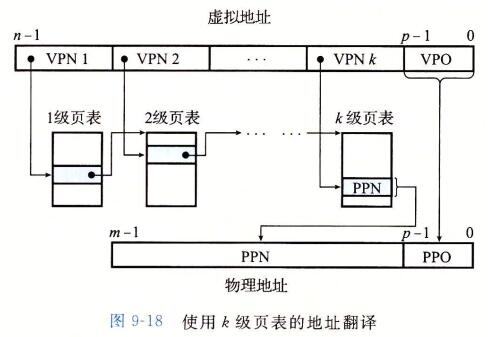 虚拟地址
n-1 p-1 0
VPN 1 VPN 2 ... VPN k VPO
1级页表 2级页表 ... ... k级页表
PPN
m-1 p-1 0
PPN PPO
物理地址
图 9-18 使用 k 级页表的地址翻译